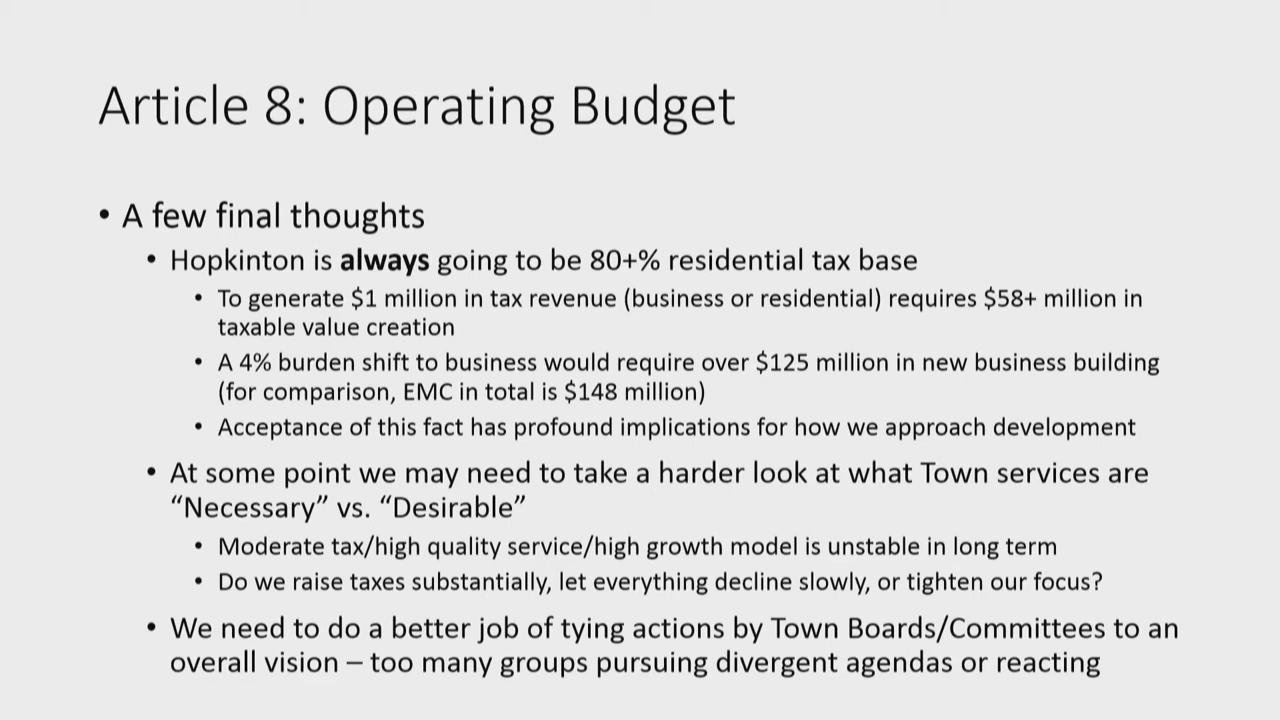 Article 8: Operating Budget
• A few final thoughts
• Hopkinton is always going to be 80+% residential tax base
• To generate $1 million in tax revenue (business or residential) requires $58+ million in
taxable value creation
• A 4% burden shift to business would require over $125 million in new business building
(for comparison, EMC in total is $148 million)
• Acceptance of this fact has profound implications for how we approach development
• At some point we may need to take a harder look at what Town services are
“Necessary” vs. “Desirable”
• Moderate tax/high quality service/high growth model is unstable in long term
• Do we raise taxes substantially, let everything decline slowly, or tighten our focus?
• We need to do a better job of tying actions by Town Boards/Committees to an
overall vision – too many groups pursuing divergent agendas or reacting